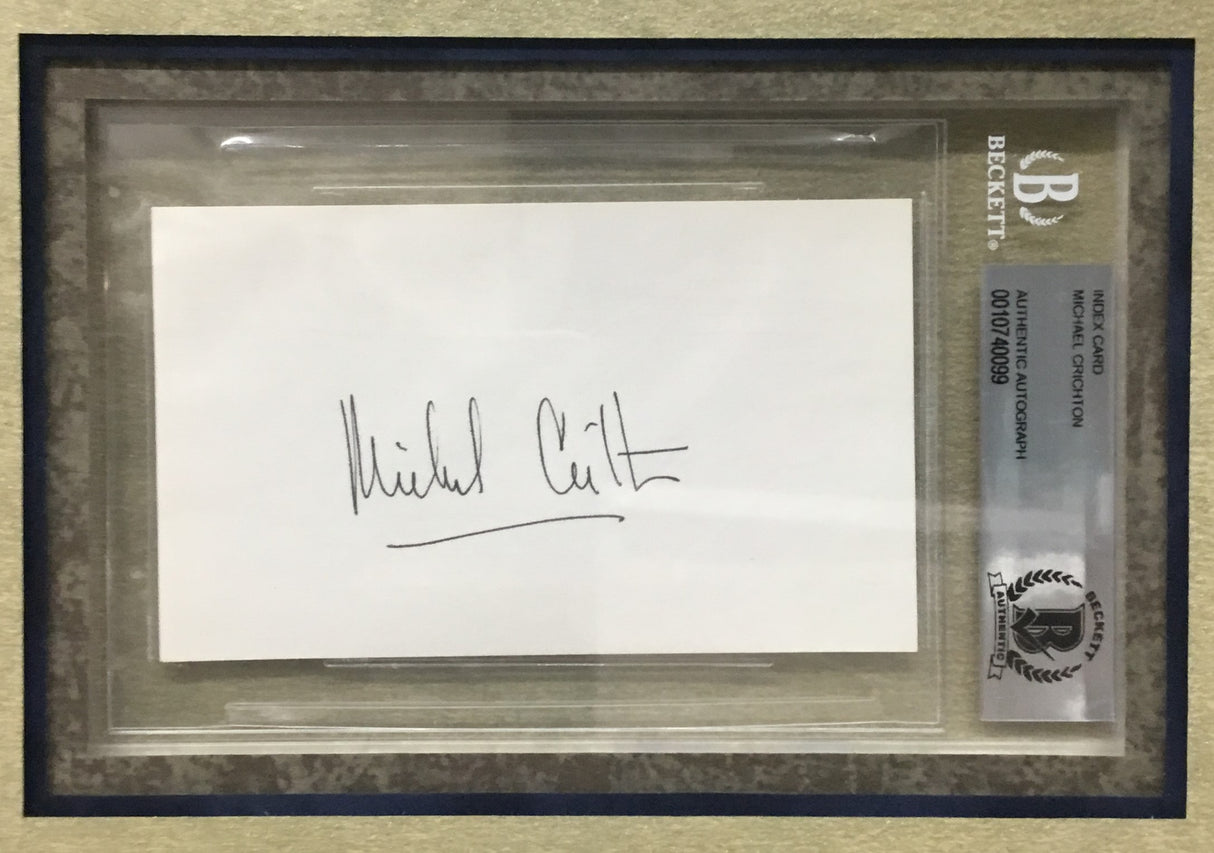 Michael Crichton
BECKETT®
INDEX CARD
MICHAEL CRICHTON
AUTHENTIC AUTOGRAPH
0010740099
BECKETT
AUTHENTIC